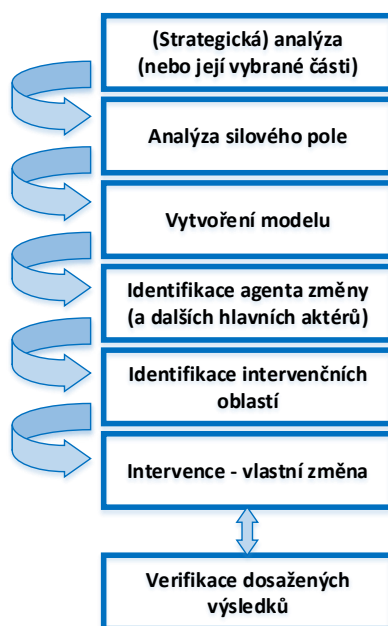 (Strategická) analýza
(nebo její vybrané části)
Analýza silového pole
Vytvoření modelu
Identifikace agenta změny
(a dalších hlavních aktérů)
Identifikace intervenčních
oblastí
Intervence - vlastní změna
Verifikace dosažených
výsledků